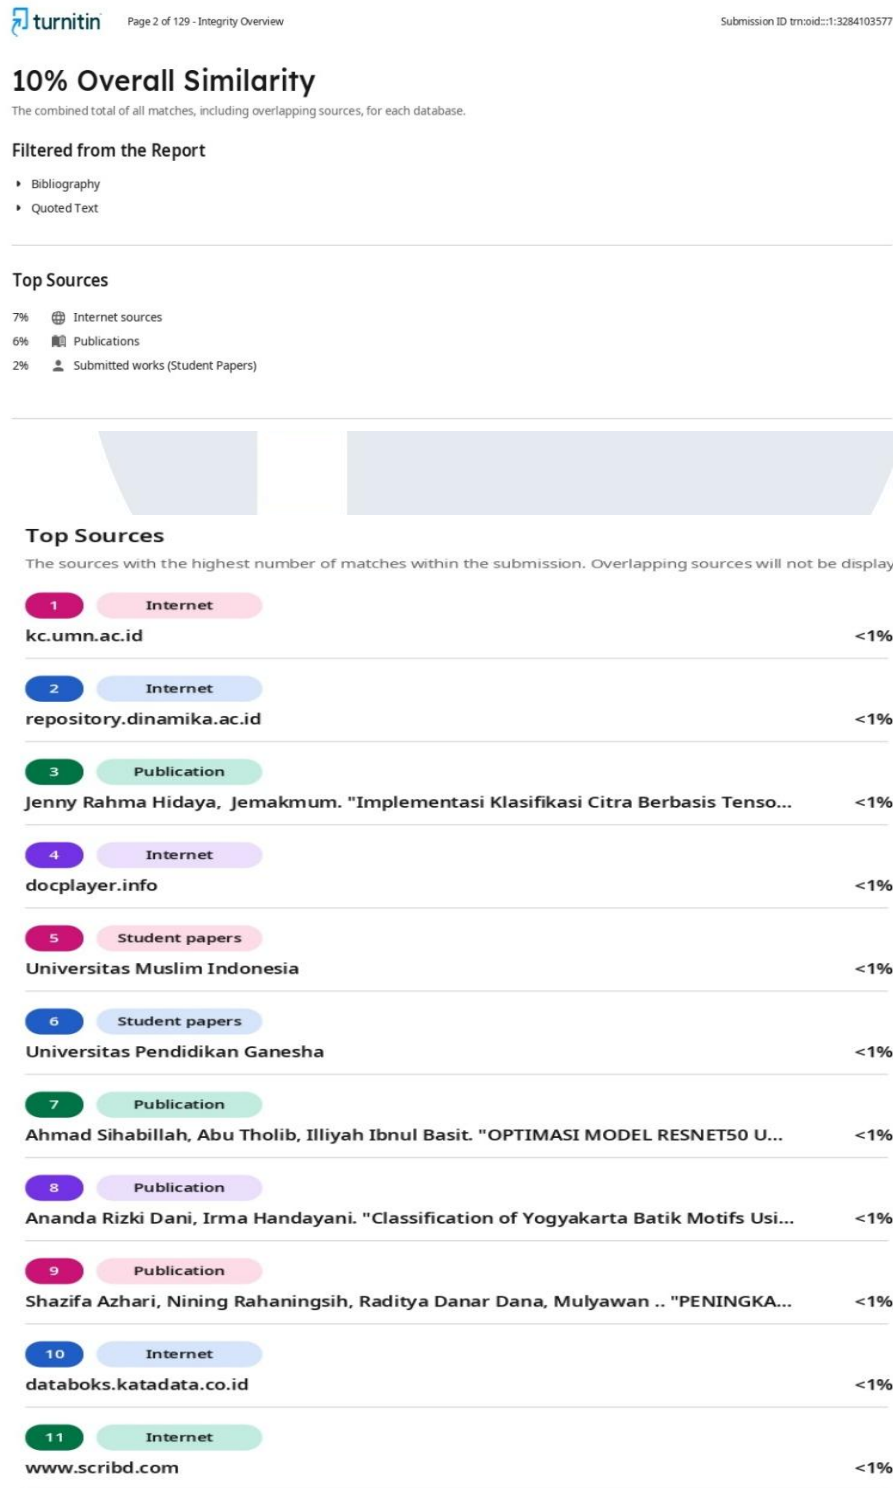 turnitin Page 2 of 129 - Integrity Overview Submission ID trn:oid:::1:3284103577
10% Overall Similarity
The combined total of all matches, including overlapping sources, for each database.
Filtered from the Report
Bibliography
Quoted Text
Top Sources
7% Internet sources
6% Publications
2% Submitted works (Student Papers)
Top Sources
The sources with the highest number of matches within the submission. Overlapping sources will not be display
1 Internet
kc.umn.ac.id <1%
2 Internet
repository.dinamika.ac.id <1%
3 Publication
Jenny Rahma Hidaya, Jemakmum. "Implementasi Klasifikasi Citra Berbasis Tenso... <1%
4 Internet
docplayer.info <1%
5 Student papers
Universitas Muslim Indonesia <1%
6 Student papers
Universitas Pendidikan Ganesha <1%
7 Publication
Ahmad Sihabillah, Abu Tholib, Illiyah Ibnul Basit. "OPTIMASI MODEL RESNET50 U... <1%
8 Publication
Ananda Rizki Dani, Irma Handayani. "Classification of Yogyakarta Batik Motifs Usi... <1%
9 Publication
Shazifa Azhari, Nining Rahaningsih, Raditya Danar Dana, Mulyawan .. "PENINGKA... <1%
10 Internet
databoks.katadata.co.id <1%
11 Internet
www.scribd.com <1%